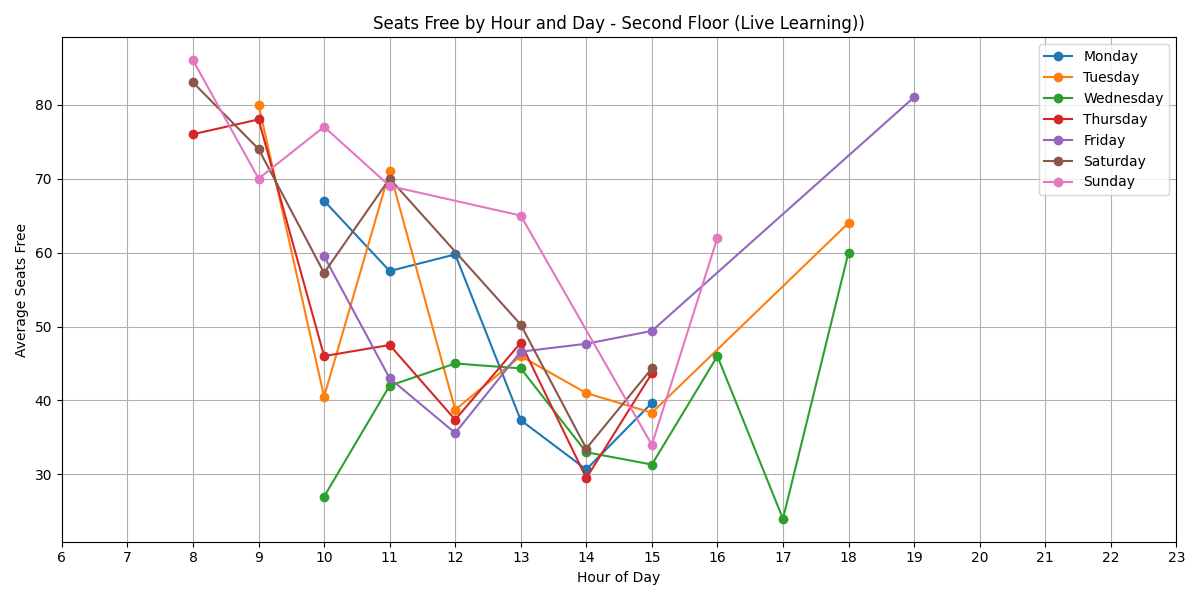 Seats Free by Hour and Day - Second Floor (Live Learning))
Monday
Tuesday
Wednesday
Thursday
Friday
Saturday
Sunday
Average Seats Free
80
70
60
50
40
30
6 7 8 9 10 11 12 13 14 15 16 17 18 19 20 21 22 23
Hour of Day